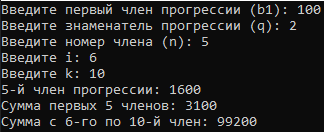 Введите первый член прогрессии (b1): 100
Введите знаменатель прогрессии (q): 2
Введите номер члена (n): 5
Введите i: 6
Введите k: 10
5-й член прогрессии: 1600
Сумма первых 5 членов: 3100
Сумма с 6-го по 10-й член: 99200